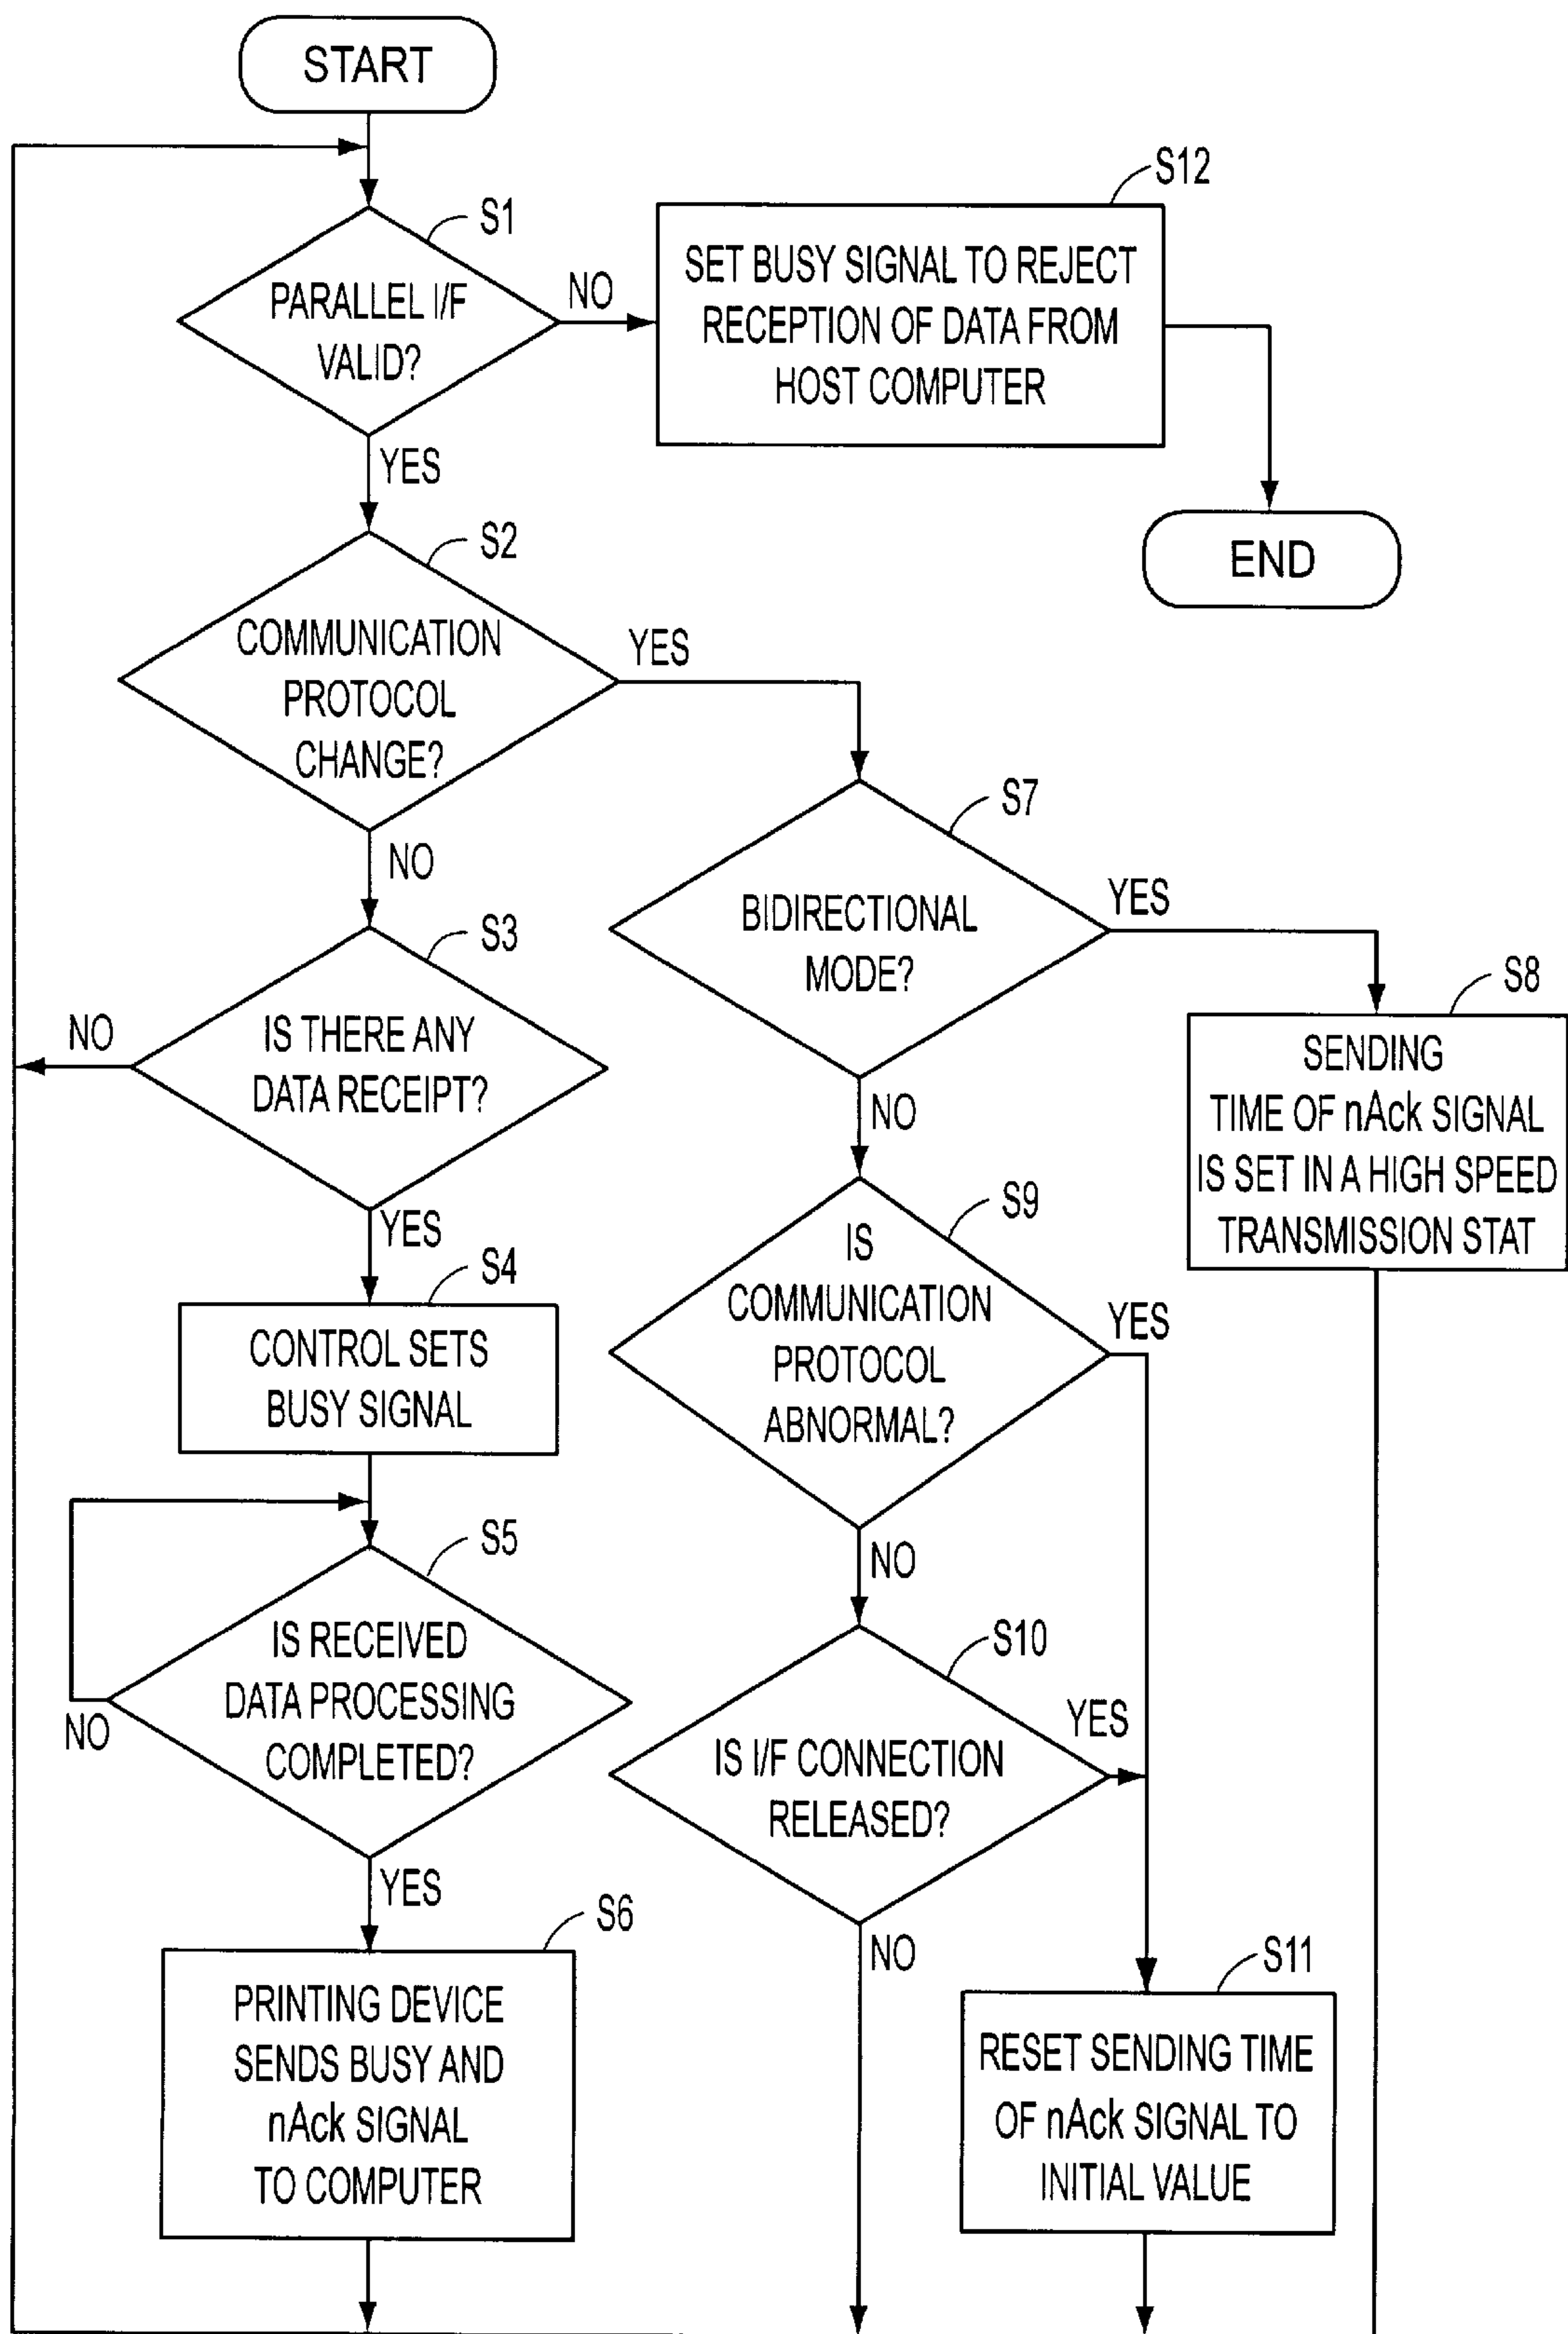 START
S1
PARALLEL I/F
VALID?
NO
S12
SET BUSY SIGNAL TO REJECT
RECEPTION OF DATA FROM
HOST COMPUTER
END
YES
S2
COMMUNICATION
PROTOCOL
CHANGE?
YES
NO
S7
BIDIRECTIONAL
MODE?
YES
S8
SENDING
TIME OF nAck SIGNAL
IS SET IN A HIGH SPEED
TRANSMISSION STAT
NO
S3
IS THERE ANY
DATA RECEIPT?
NO
YES
S9
IS
COMMUNICATION
PROTOCOL
ABNORMAL?
YES
NO
S4
CONTROL SETS
BUSY SIGNAL
S5
IS RECEIVED
DATA PROCESSING
COMPLETED?
NO
YES
S10
IS I/F CONNECTION
RELEASED?
YES
NO
S6
PRINTING DEVICE
SENDS BUSY AND
nAck SIGNAL
TO COMPUTER
S11
RESET SENDING TIME
OF nAck SIGNAL TO
INITIAL VALUE